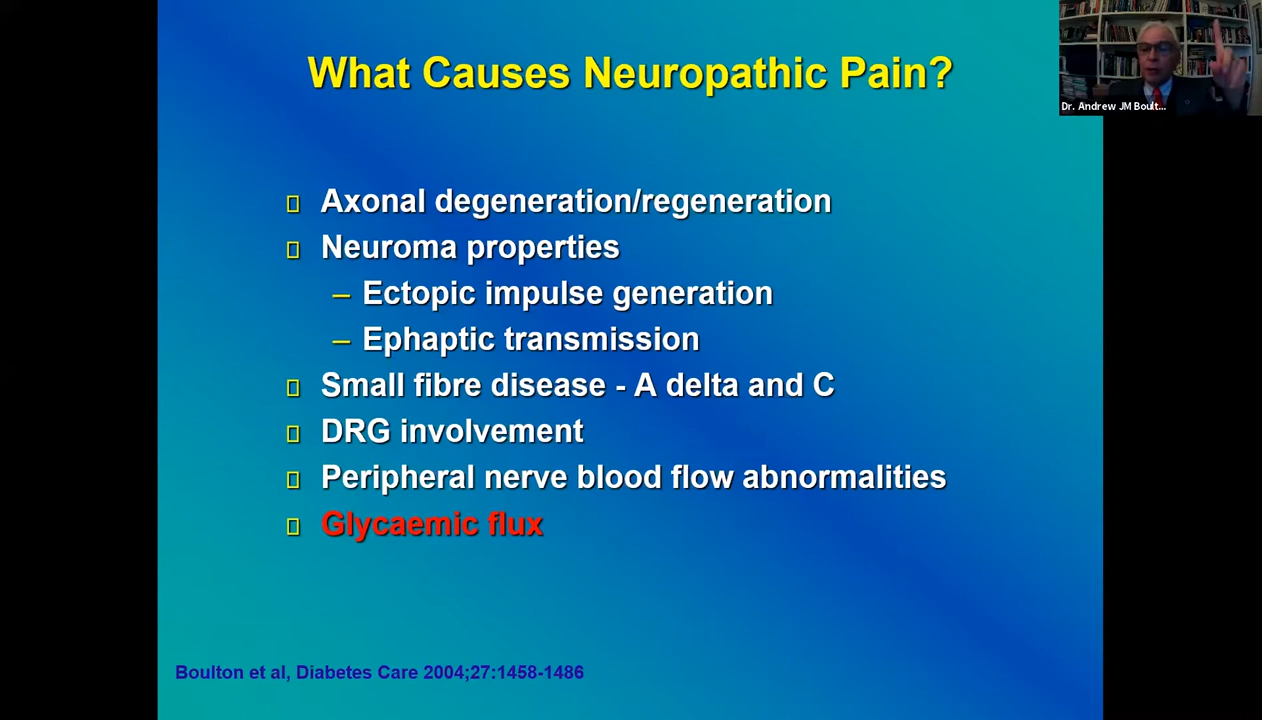 What Causes Neuropathic Pain?
Dr. Andrew JM Boult...
Axonal degeneration/regeneration
Neuroma properties
– Ectopic impulse generation
– Ephaptic transmission
Small fibre disease - A delta and C
DRG involvement
Peripheral nerve blood flow abnormalities
Glycaemic flux
Boulton et al, Diabetes Care 2004;27:1458-1486